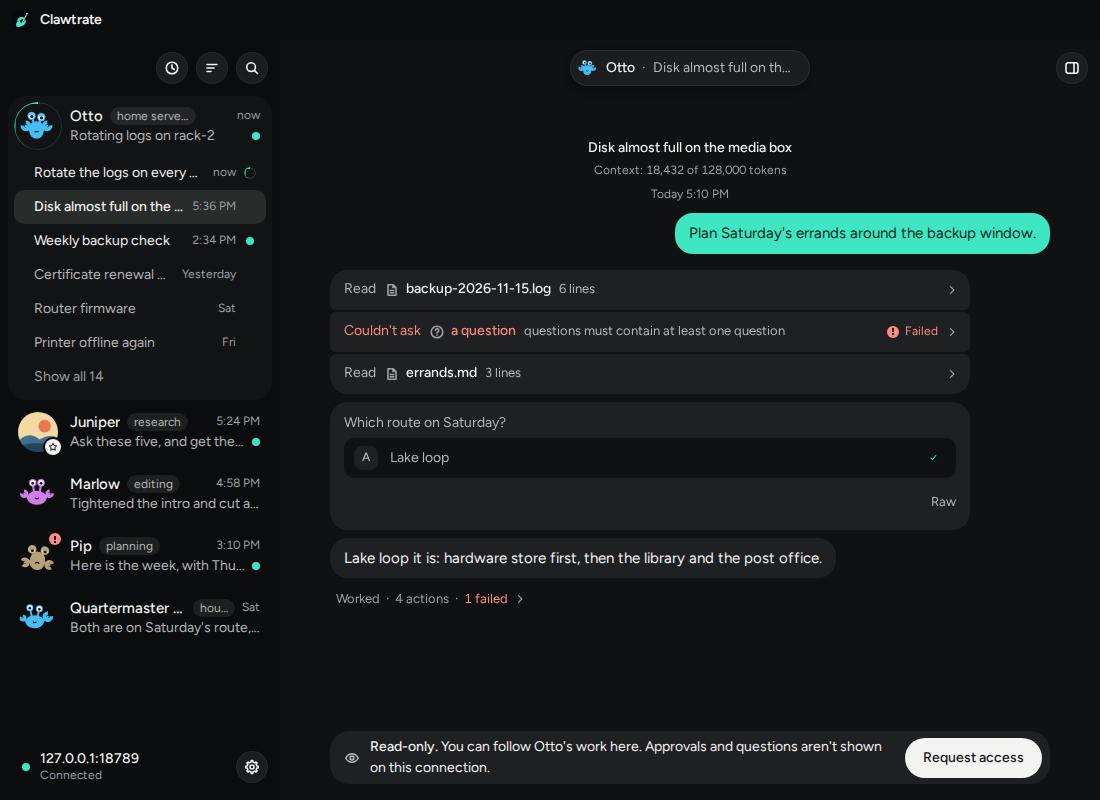 Clawtrate
Otto home serve... now
Rotating logs on rack-2
Rotate the logs on every ... now
Disk almost full on the ... 5:36 PM
Weekly backup check 2:34 PM
Certificate renewal ... Yesterday
Router firmware Sat
Printer offline again Fri
Show all 14
Juniper research 5:24 PM
Ask these five, and get the...
Marlow editing 4:58 PM
Tightened the intro and cut a...
Pip planning 3:10 PM
Here is the week, with Thu...
Quartermaster ... hou... Sat
Both are on Saturday's route,...
127.0.0.1:18789
Connected
Otto · Disk almost full on th...
Disk almost full on the media box
Context: 18,432 of 128,000 tokens
Today 5:10 PM
Plan Saturday's errands around the backup window.
Read backup-2026-11-15.log 6 lines
Couldn't ask a question questions must contain at least one question Failed
Read errands.md 3 lines
Which route on Saturday?
A Lake loop
Raw
Lake loop it is: hardware store first, then the library and the post office.
Worked · 4 actions · 1 failed
Read-only. You can follow Otto's work here. Approvals and questions aren't shown
on this connection.
Request access